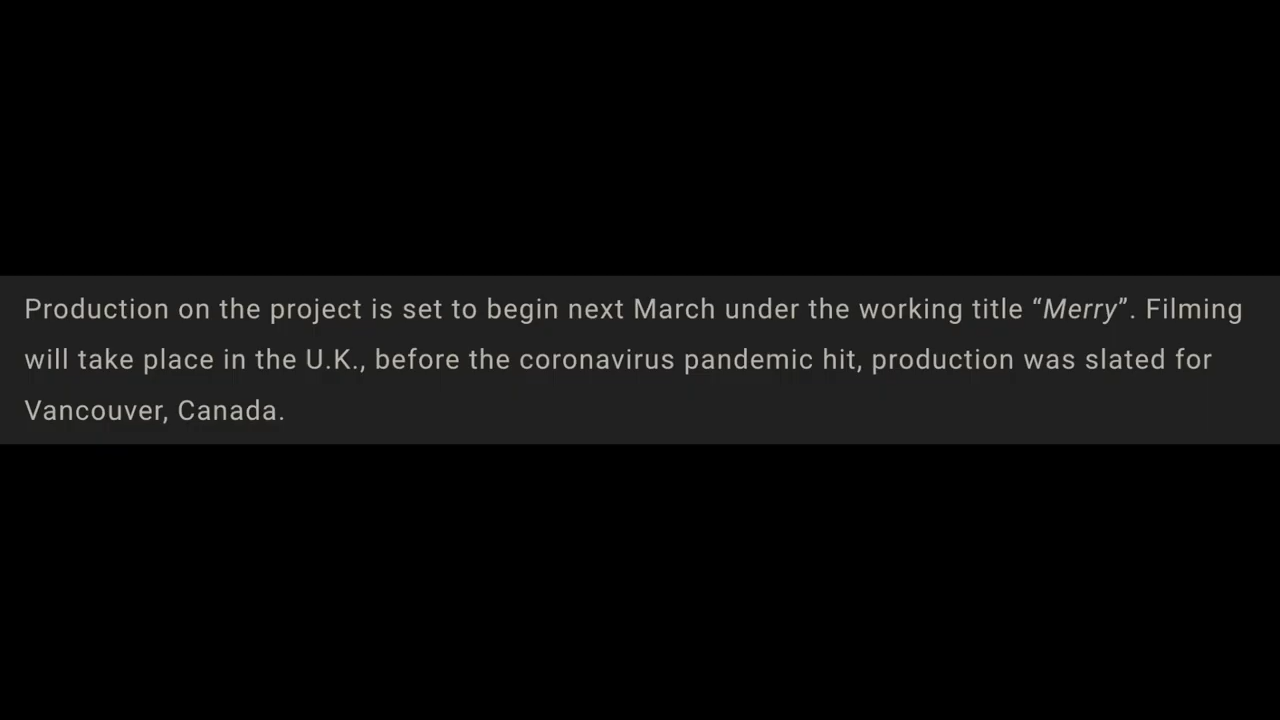 Production on the project is set to begin next March under the working title “Merry”. Filming
will take place in the U.K., before the coronavirus pandemic hit, production was slated for
Vancouver, Canada.